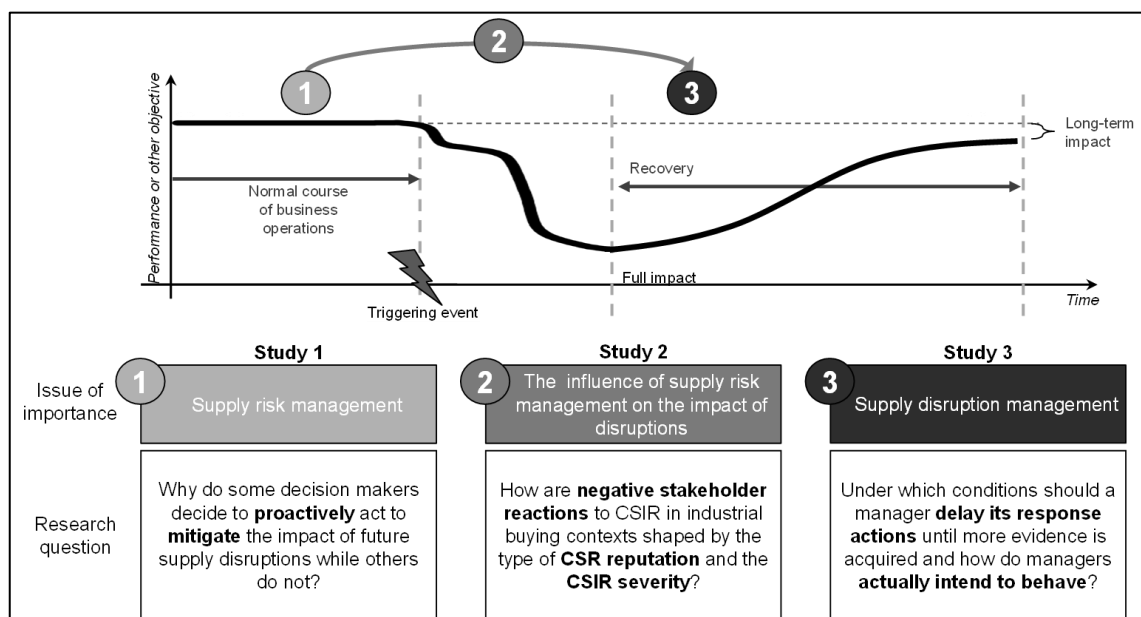 2
1
3
Performance or other objective
Long-term
impact
Recovery
Normal course
of business
operations
Full impact
Time
Triggering event
Study 1
Study 2
Study 3
Issue of
importance
1
Supply risk management
2
The influence of supply risk
management on the impact of
disruptions
3
Supply disruption management
Research
question
Why do some decision makers
decide to proactively act to
mitigate the impact of future
supply disruptions while others
do not?
How are negative stakeholder
reactions to CSIR in industrial
buying contexts shaped by the
type of CSR reputation and the
CSIR severity?
Under which conditions should a
manager delay its response
actions until more evidence is
acquired and how do managers
actually intend to behave?